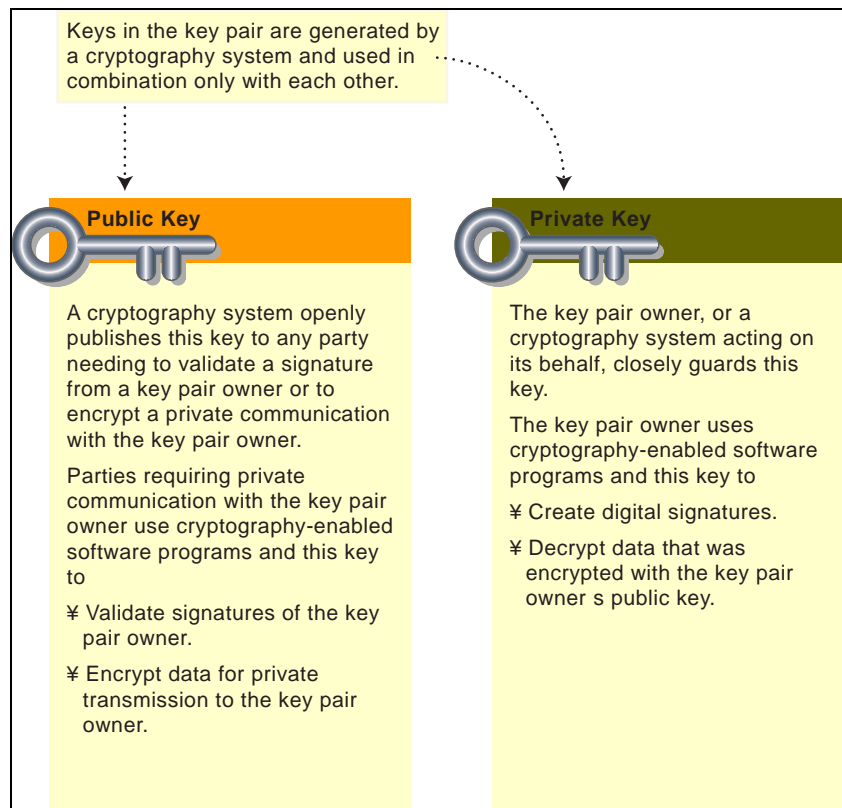 Keys in the key pair are generated by
a cryptography system and used in
combination only with each other.
Public Key
A cryptography system openly
publishes this key to any party
needing to validate a signature
from a key pair owner or to
encrypt a private communication
with the key pair owner.
Parties requiring private
communication with the key pair
owner use cryptography-enabled
software programs and this key
to
¥ Validate signatures of the key
pair owner.
¥ Encrypt data for private
transmission to the key pair
owner.
Private Key
The key pair owner, or a
cryptography system acting on
its behalf, closely guards this
key.
The key pair owner uses
cryptography-enabled software
programs and this key to
¥ Create digital signatures.
¥ Decrypt data that was
encrypted with the key pair
owner s public key.